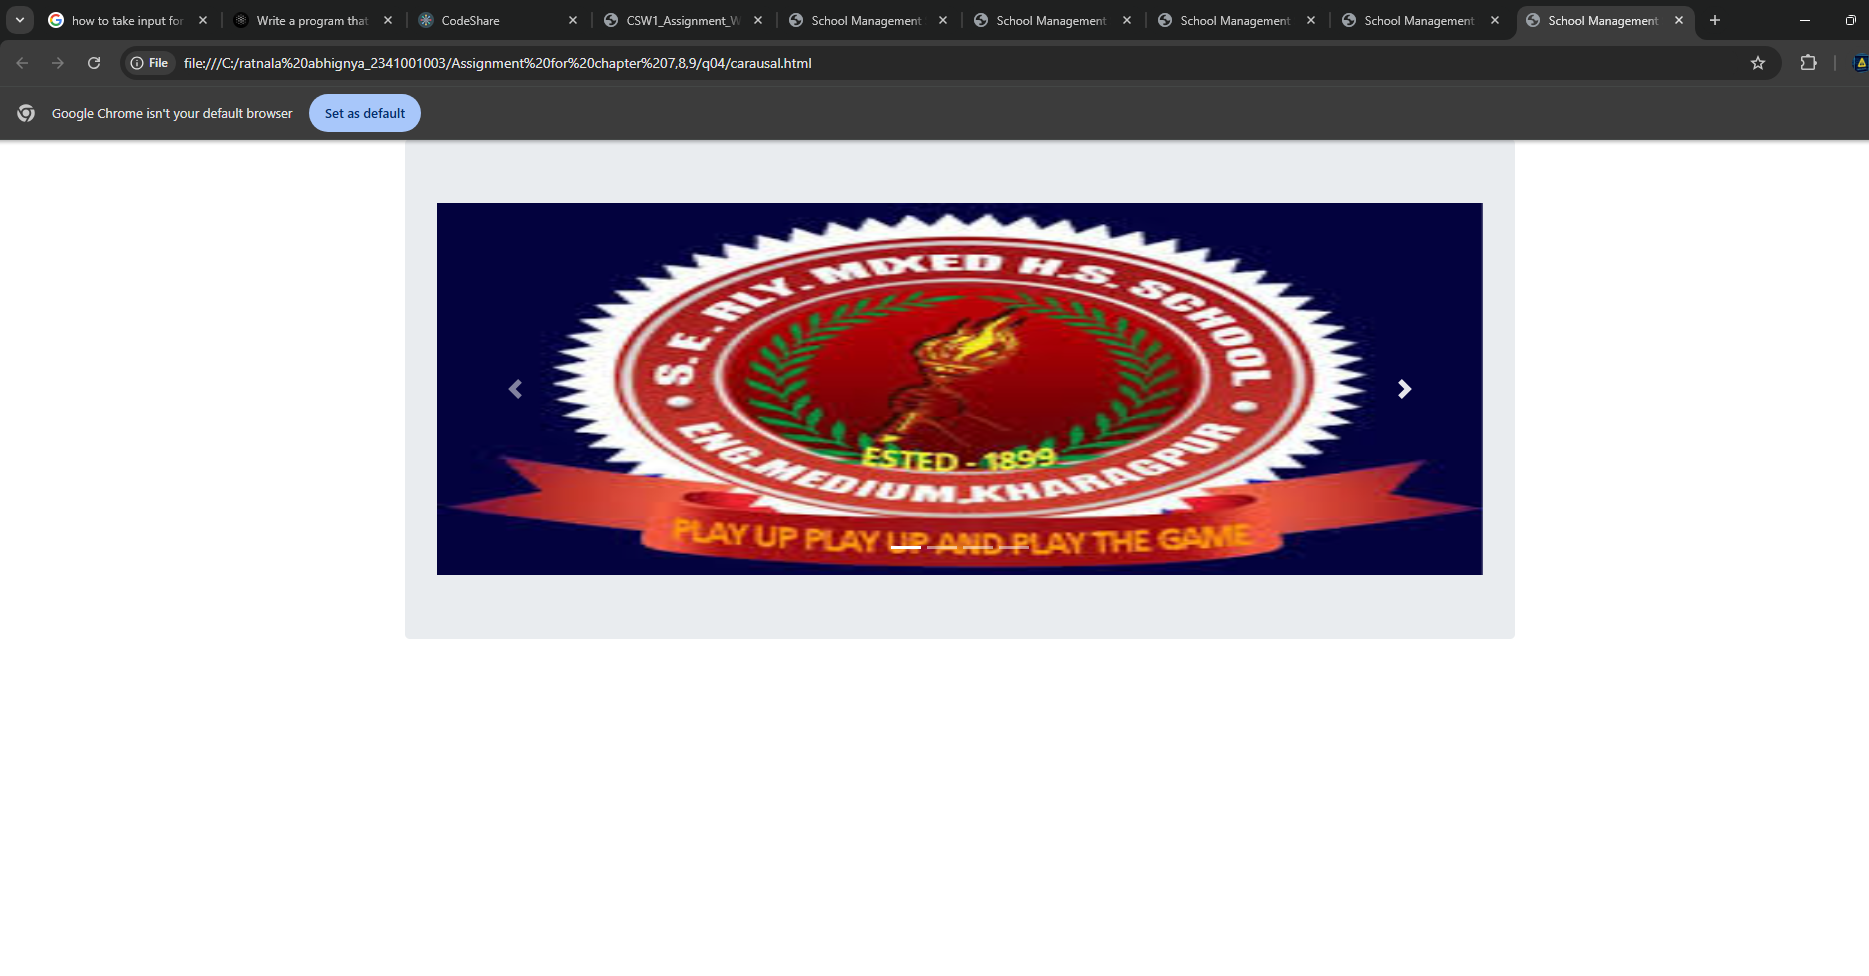 how to take input for
Write a program that
CodeShare
CSW1_Assignment_W
School Management
School Management
School Management
School Management
School Management
File
file:///C:/ratnala%20abhignya_2341001003/Assignment%20for%20chapter%207,8,9/q04/carausal.html
Google Chrome isn't your default browser
Set as default
S.E. RLY. MIXED H.S. SCHOOL
ESTED - 1899
ENG.MEDIUM,KHARAGPUR
PLAY UP PLAY UP AND PLAY THE GAME